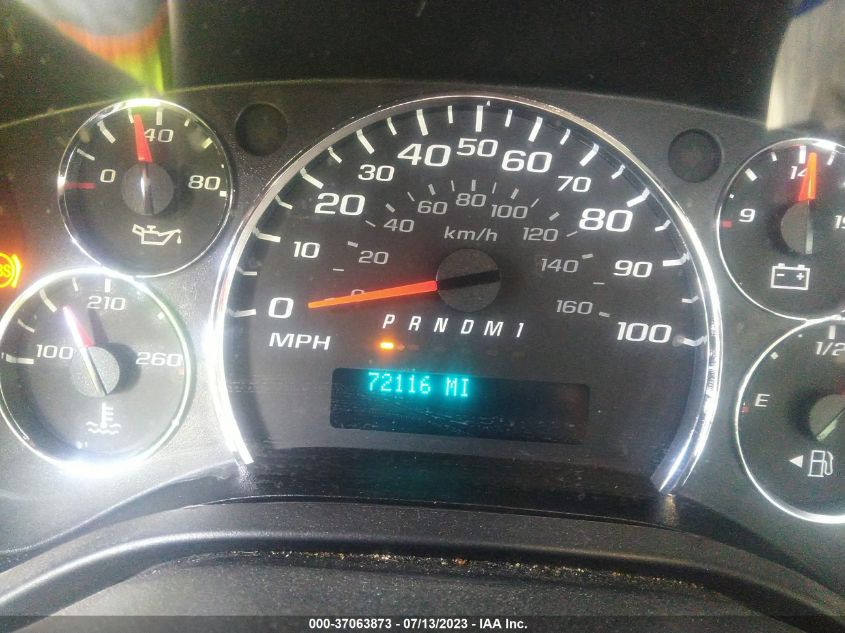 0 40 80
100 210 260
ABS
0 10 20 30 40 50 60 70 80 90 100
MPH
20 40 60 80 100 120 140 160
km/h
P R N D M 1
72116 MI
9 14 19
E 1/2
000-37063873 - 07/13/2023 - IAA Inc.